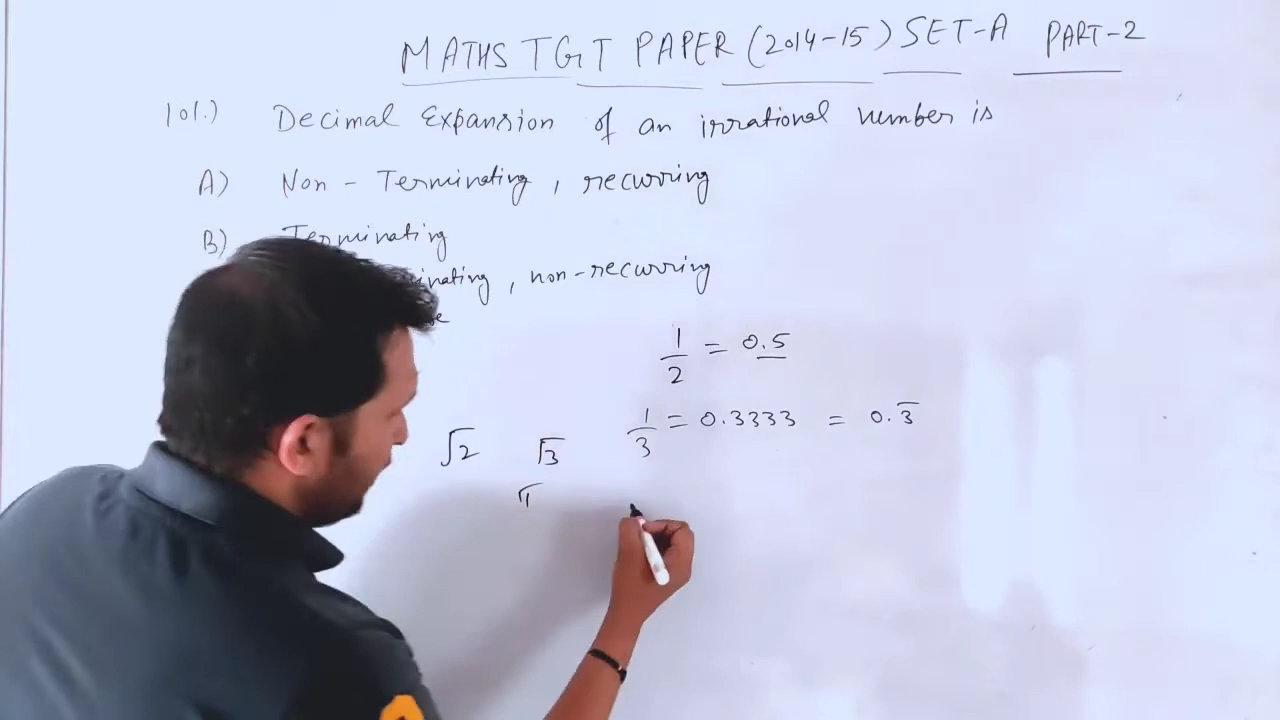 MATHS TGT PAPER (2014-15) SET-A PART-2
101.) Decimal Expansion of an irrational number is
A) Non-Terminating, recurring
B) Terminating
minating, non-recurring
1/2 = 0.5
1/3 = 0.3333 = 0.3̅
√2 √3
π